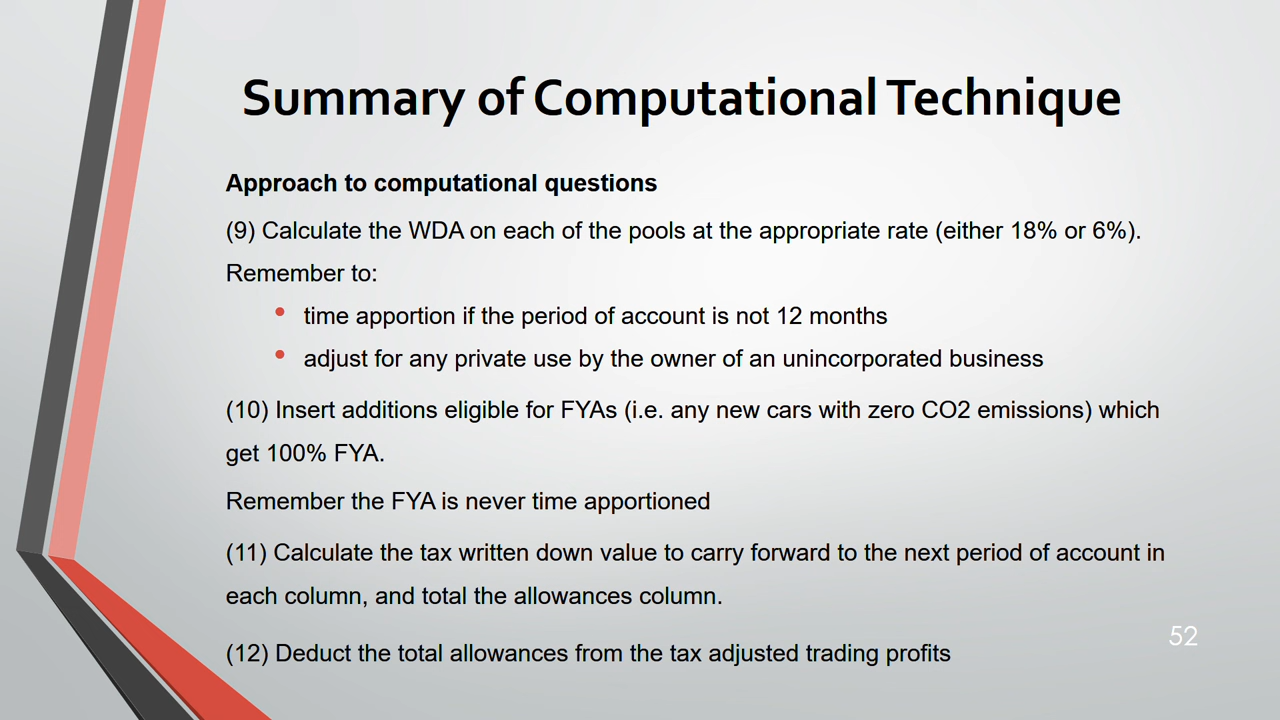 Summary of Computational Technique
Approach to computational questions
(9) Calculate the WDA on each of the pools at the appropriate rate (either 18% or 6%).
Remember to:
• time apportion if the period of account is not 12 months
• adjust for any private use by the owner of an unincorporated business
(10) Insert additions eligible for FYAs (i.e. any new cars with zero CO2 emissions) which
get 100% FYA.
Remember the FYA is never time apportioned
(11) Calculate the tax written down value to carry forward to the next period of account in
each column, and total the allowances column.
52
(12) Deduct the total allowances from the tax adjusted trading profits